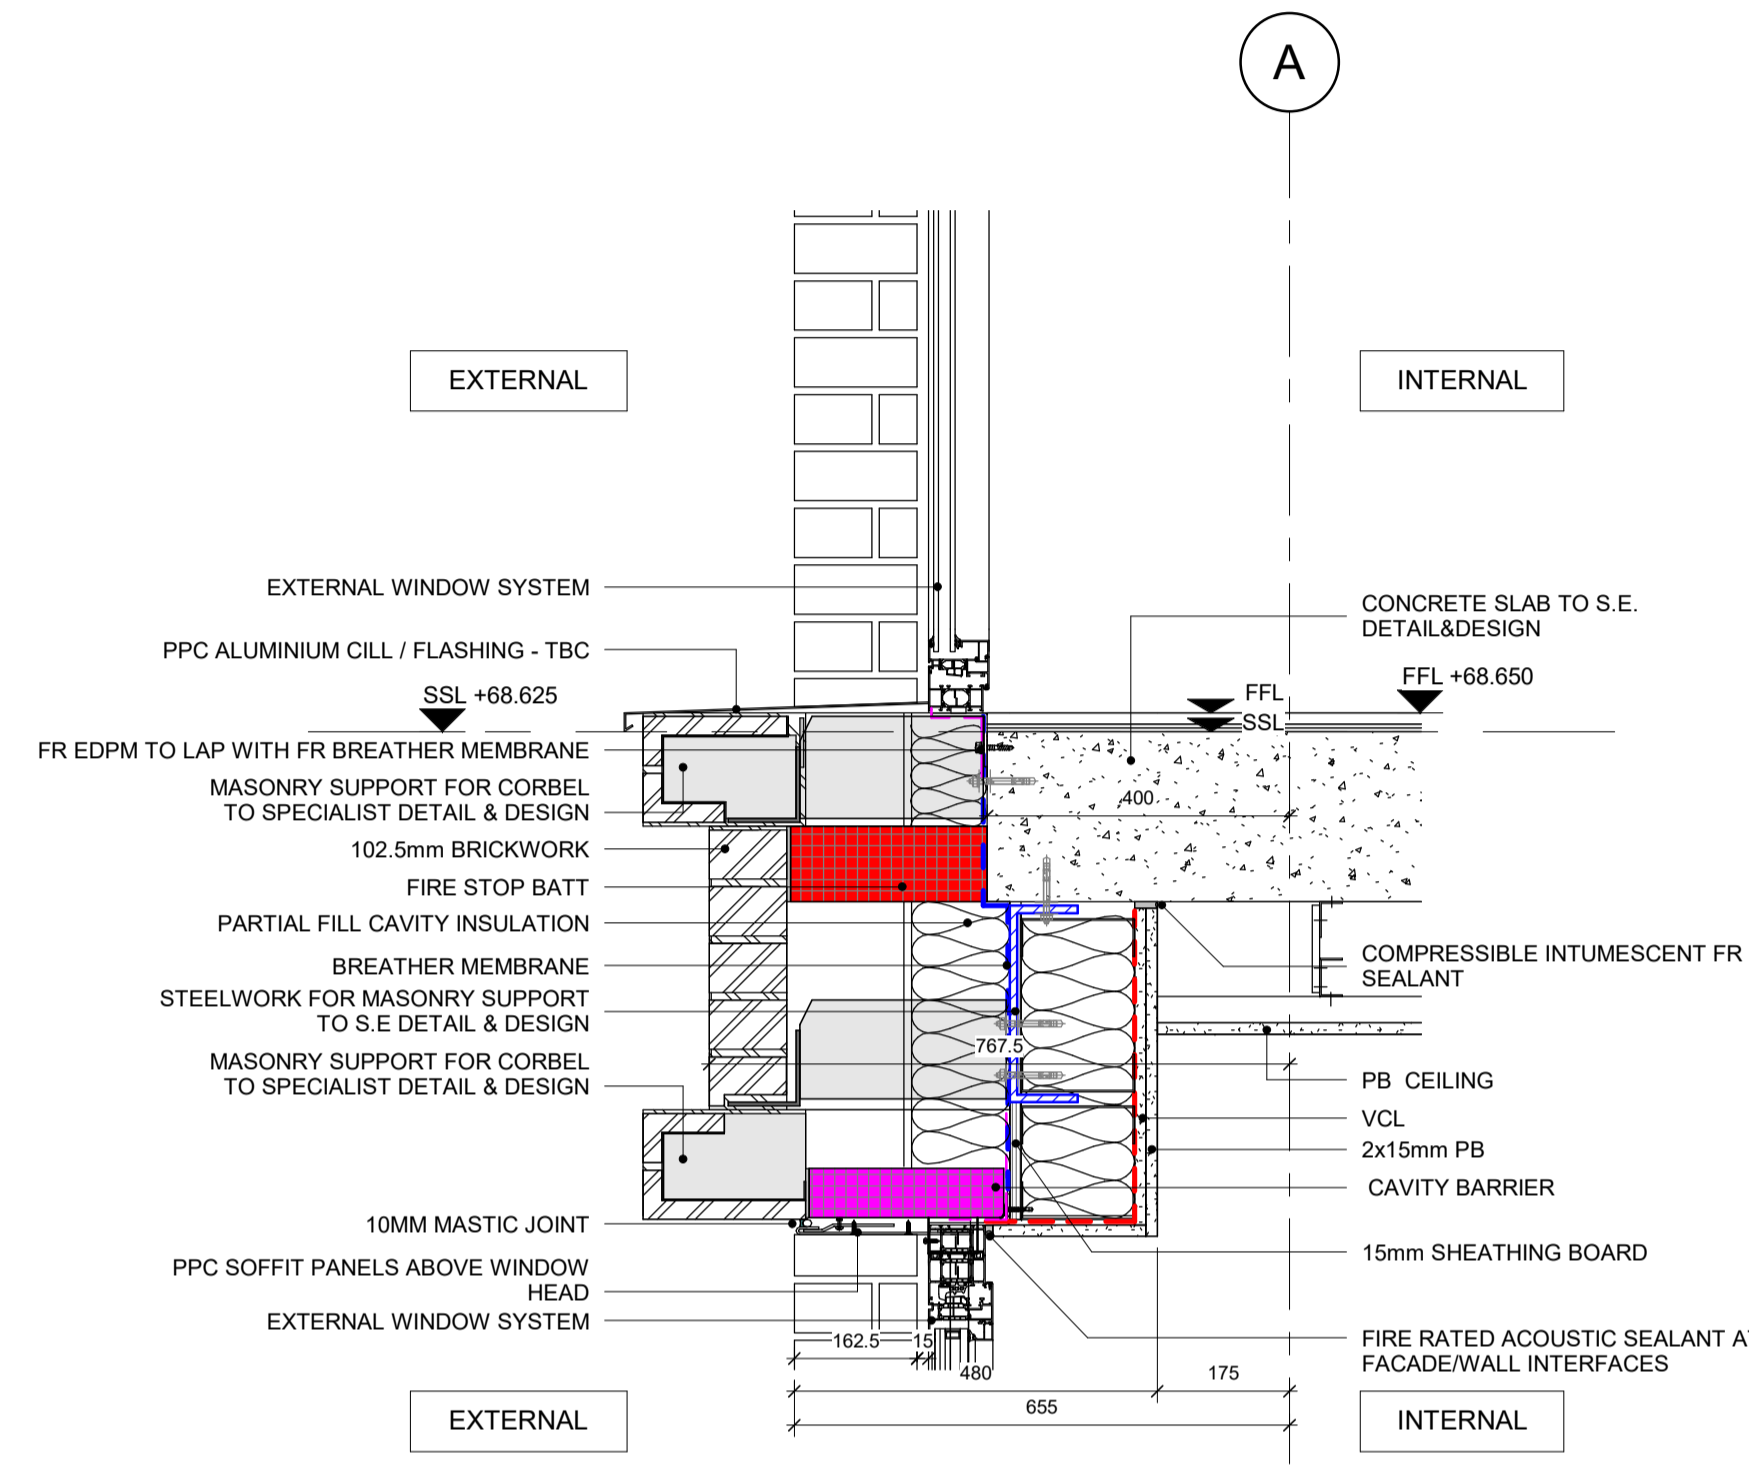 A
EXTERNAL
INTERNAL
EXTERNAL WINDOW SYSTEM
PPC ALUMINIUM CILL / FLASHING - TBC
SSL +68.625
FR EDPM TO LAP WITH FR BREATHER MEMBRANE
MASONRY SUPPORT FOR CORBEL
TO SPECIALIST DETAIL & DESIGN
102.5mm BRICKWORK
FIRE STOP BATT
PARTIAL FILL CAVITY INSULATION
BREATHER MEMBRANE
STEELWORK FOR MASONRY SUPPORT
TO S.E DETAIL & DESIGN
MASONRY SUPPORT FOR CORBEL
TO SPECIALIST DETAIL & DESIGN
10MM MASTIC JOINT
PPC SOFFIT PANELS ABOVE WINDOW
HEAD
EXTERNAL WINDOW SYSTEM
CONCRETE SLAB TO S.E.
DETAIL&DESIGN
FFL +68.650
FFL
SSL
400
767.5
COMPRESSIBLE INTUMESCENT FR
SEALANT
PB CEILING
VCL
2x15mm PB
CAVITY BARRIER
15mm SHEATHING BOARD
FIRE RATED ACOUSTIC SEALANT
FACADE/WALL INTERFACES
162.5
15
480
175
655
EXTERNAL
INTERNAL